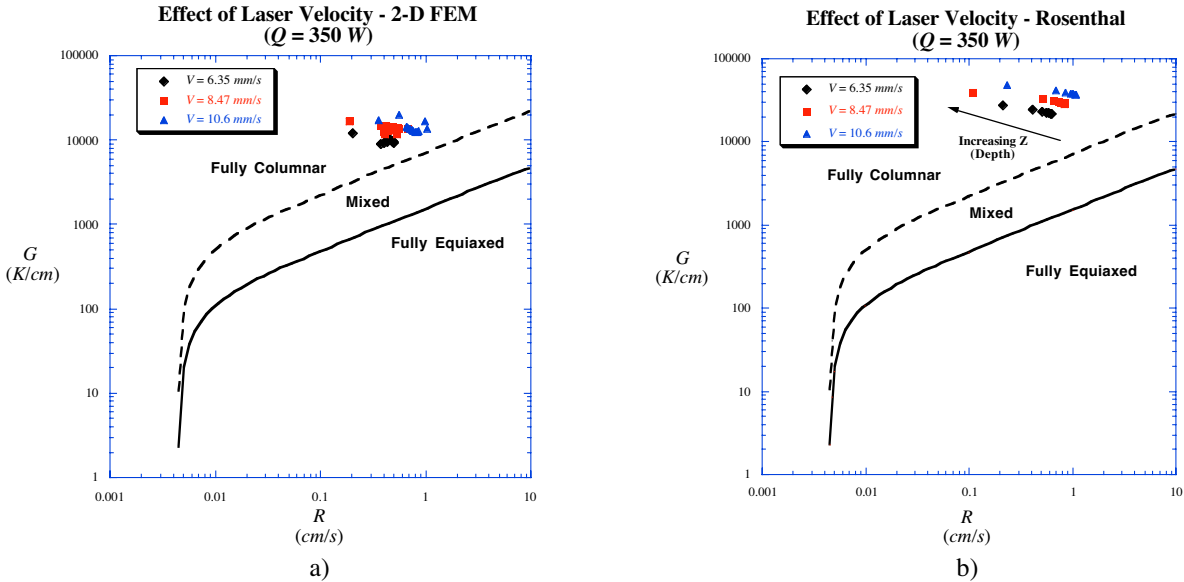 Effect of Laser Velocity - 2-D FEM
(Q = 350 W)
100000
V = 6.35 mm/s
V = 8.47 mm/s
V = 10.6 mm/s
10000
Fully Columnar
Mixed
1000
Fully Equiaxed
G
(K/cm)
100
10
1
0.001
0.01
0.1
1
10
R
(cm/s)
a)
Effect of Laser Velocity - Rosenthal
(Q = 350 W)
100000
V = 6.35 mm/s
V = 8.47 mm/s
V = 10.6 mm/s
Increasing Z
(Depth)
10000
Fully Columnar
Mixed
1000
Fully Equiaxed
G
(K/cm)
100
10
1
0.001
0.01
0.1
1
10
R
(cm/s)
b)